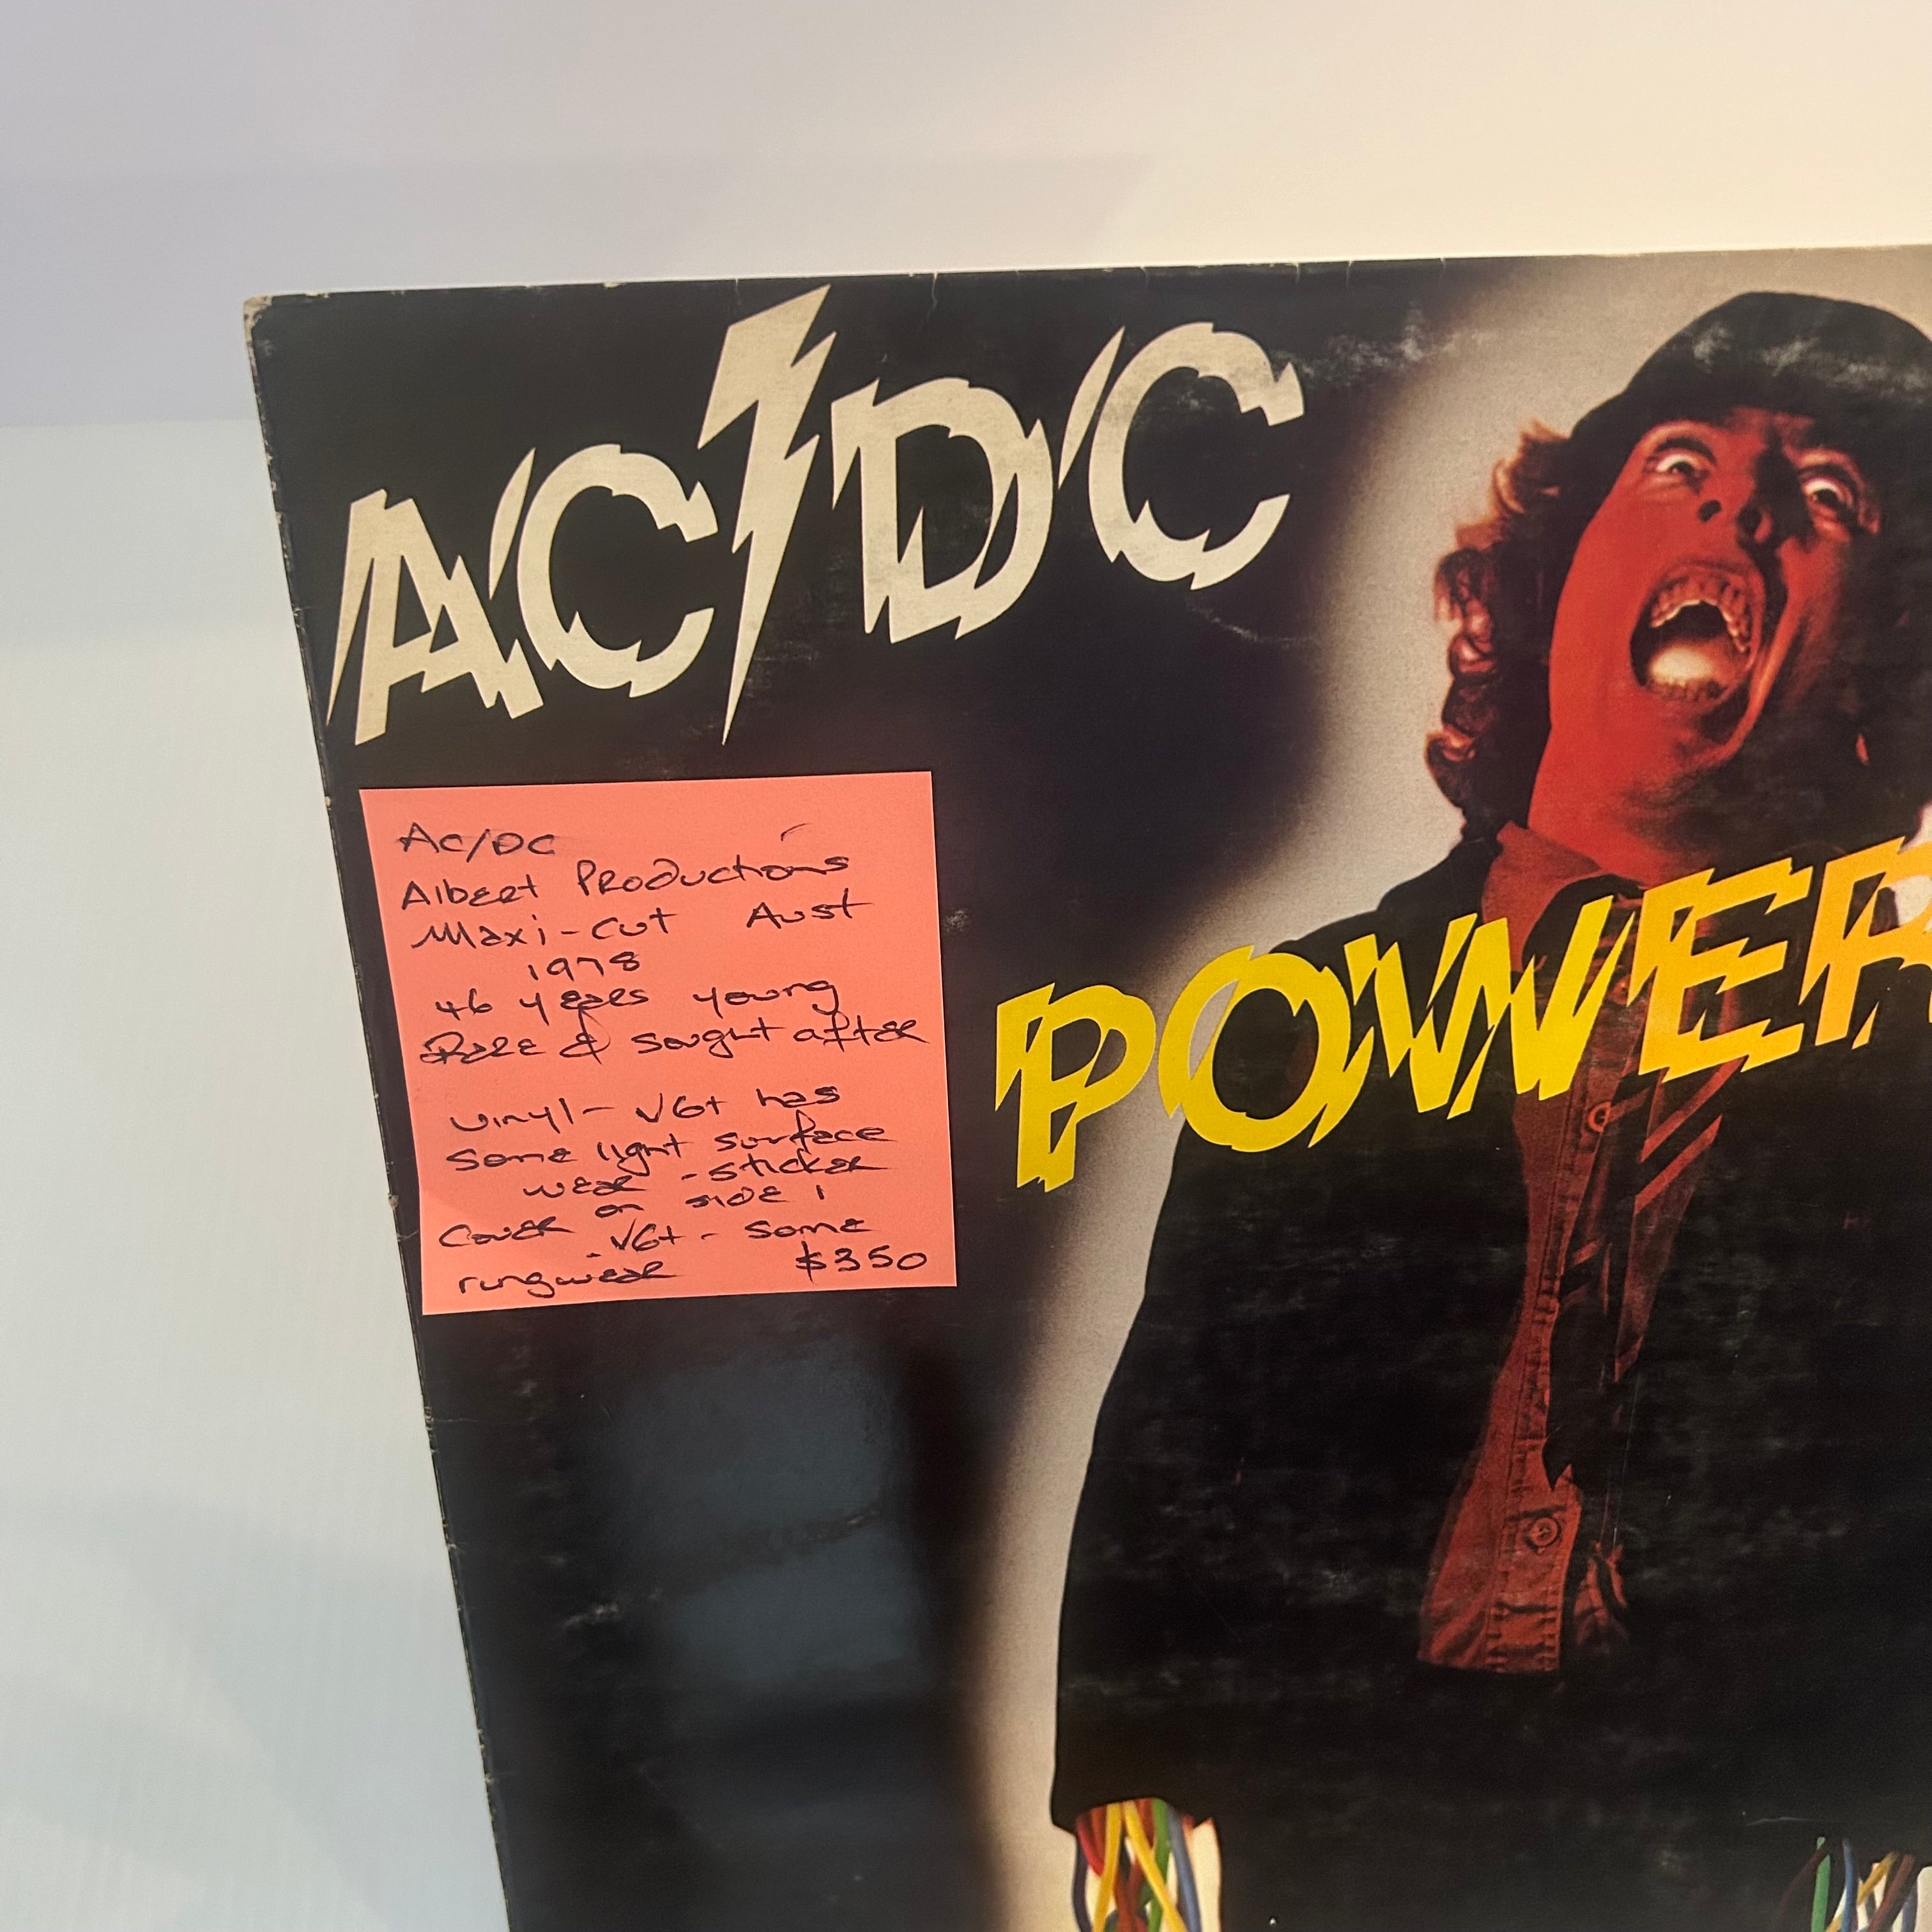 AC/DC
POWER
AC/DC
Albert Productions
Maxi-Cut Aust
1978
46 years young
Rare & sought after
Vinyl - VG+ has
some light surface
wear - sticker
on side 1
Cover - VG+ - some
ringwear $350